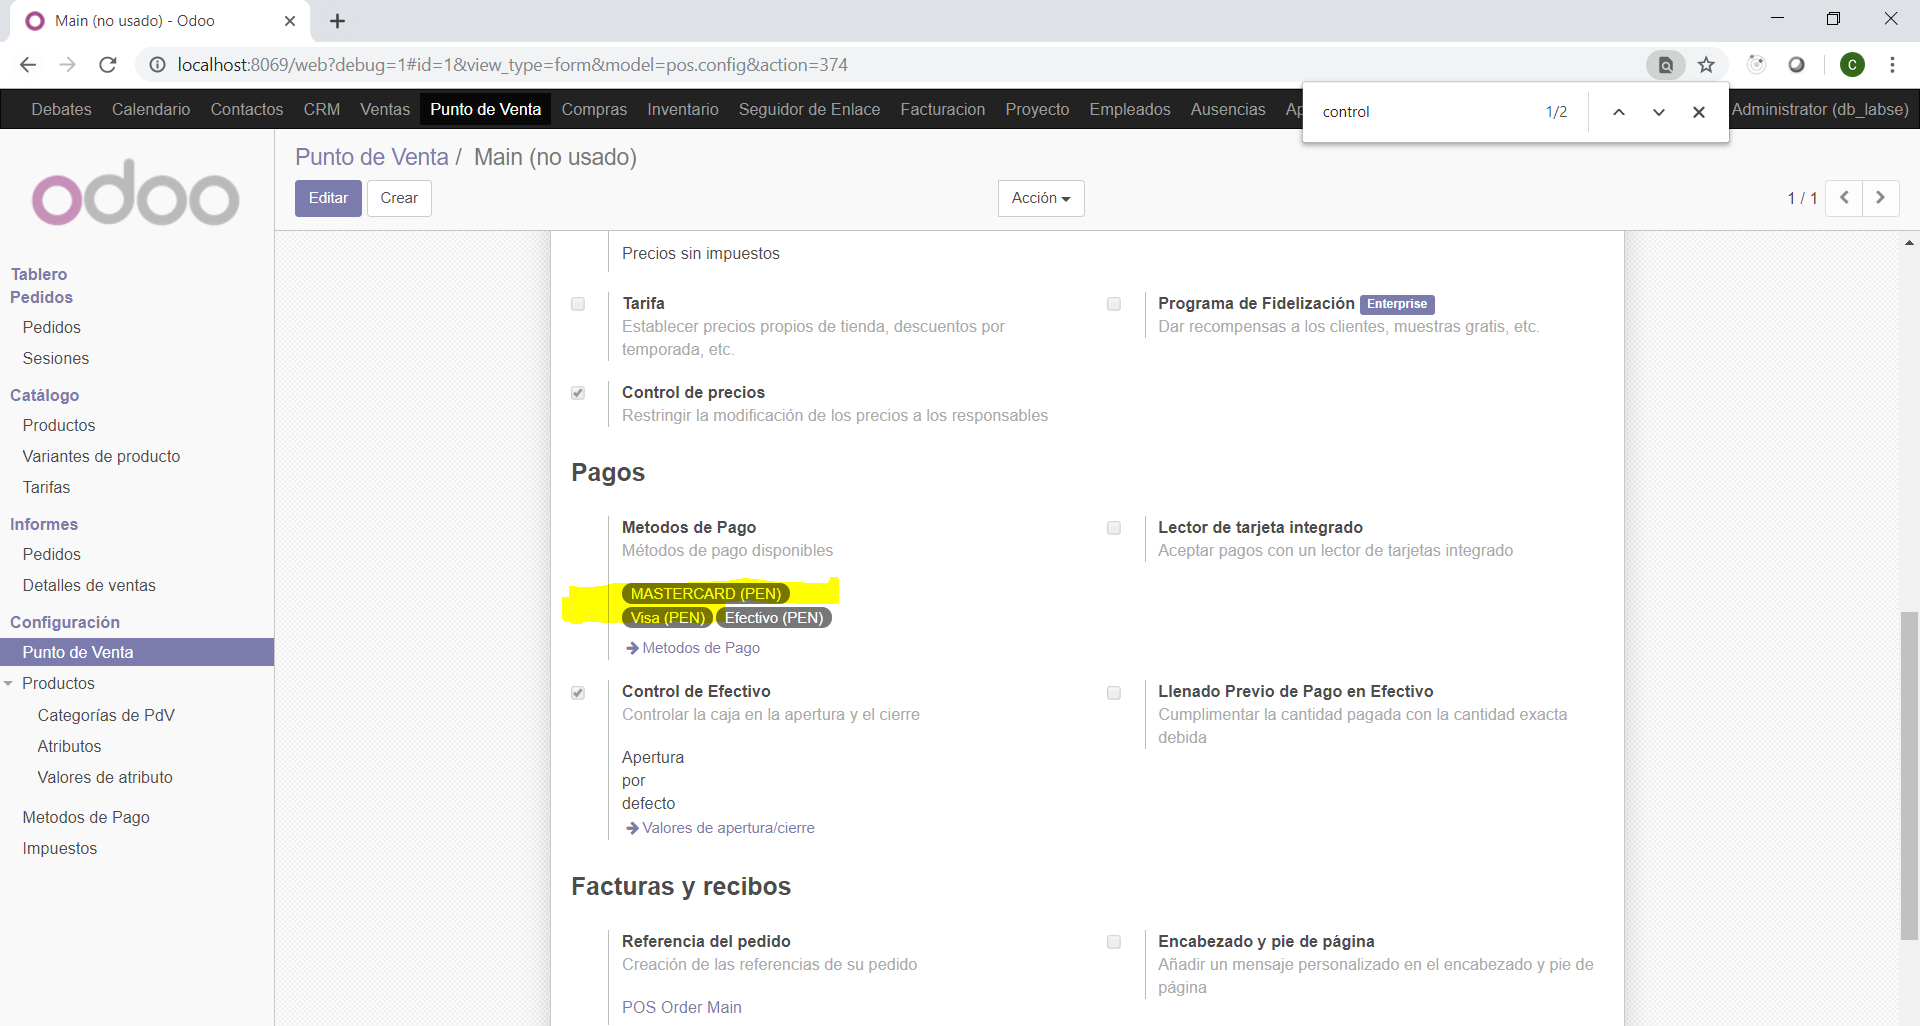 Main (no usado) - Odoo
localhost:8069/web?debug=1#id=1&view_type=form&model=pos.config&action=374
C
Debates Calendario Contactos CRM Ventas Punto de Venta Compras Inventario Seguidor de Enlace Facturacion Proyecto Empleados Ausencias Ap
control 1/2
Administrator (db_labse)
odoo
Punto de Venta / Main (no usado)
Editar Crear Acción 1 / 1
Tablero
Pedidos
Pedidos
Sesiones
Catálogo
Productos
Variantes de producto
Tarifas
Informes
Pedidos
Detalles de ventas
Configuración
Punto de Venta
Productos
Categorías de PdV
Atributos
Valores de atributo
Metodos de Pago
Impuestos
Precios sin impuestos
Tarifa
Establecer precios propios de tienda, descuentos por
temporada, etc.
Programa de Fidelización Enterprise
Dar recompensas a los clientes, muestras gratis, etc.
Control de precios
Restringir la modificación de los precios a los responsables
Pagos
Metodos de Pago
Métodos de pago disponibles
MASTERCARD (PEN)
Visa (PEN) Efectivo (PEN)
Metodos de Pago
Lector de tarjeta integrado
Aceptar pagos con un lector de tarjetas integrado
Control de Efectivo
Controlar la caja en la apertura y el cierre
Apertura
por
defecto
Valores de apertura/cierre
Llenado Previo de Pago en Efectivo
Cumplimentar la cantidad pagada con la cantidad exacta
debida
Facturas y recibos
Referencia del pedido
Creación de las referencias de su pedido
POS Order Main
Encabezado y pie de página
Añadir un mensaje personalizado en el encabezado y pie de
página